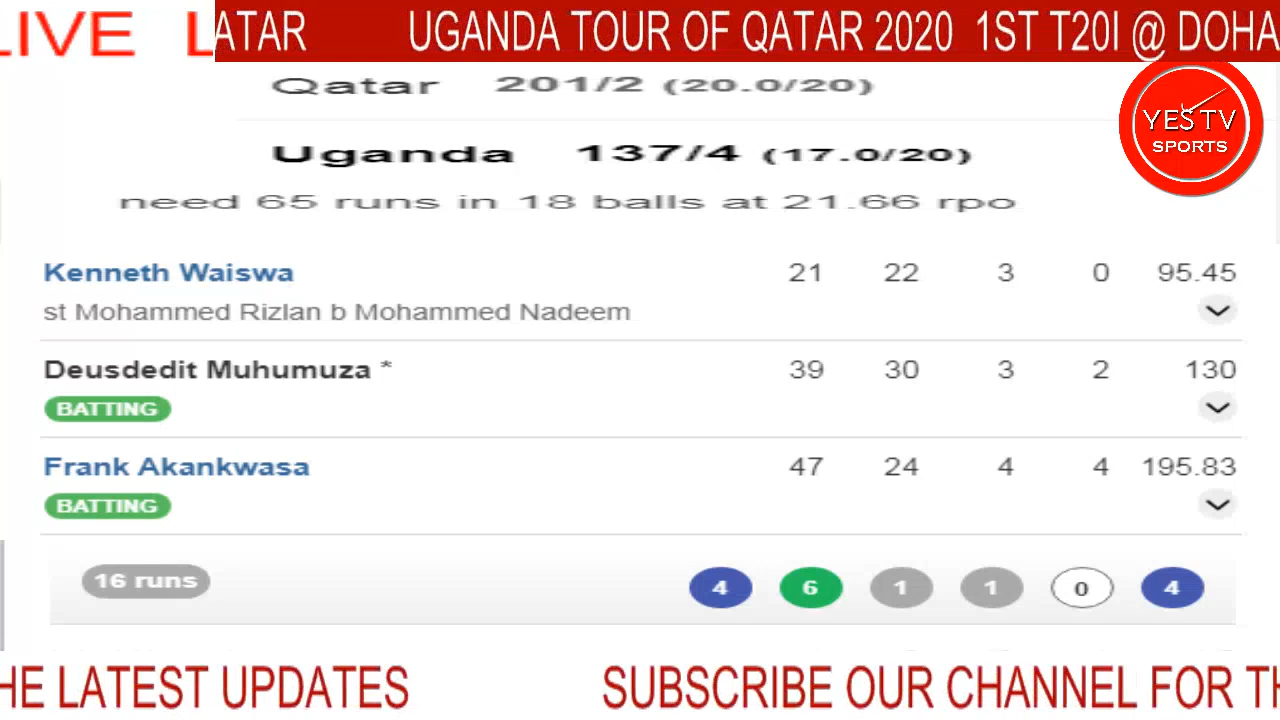 LIVE L
ATAR UGANDA TOUR OF QATAR 2020 1ST T20I @ DOHA
Qatar 201/2 (20.0/20)
YES TV
SPORTS
Uganda 137/4 (17.0/20)
need 65 runs in 18 balls at 21.66 rpo
Kenneth Waiswa 21 22 3 0 95.45
st Mohammed Rizlan b Mohammed Nadeem
Deusdedit Muhumuza * 39 30 3 2 130
BATTING
Frank Akankwasa 47 24 4 4 195.83
BATTING
16 runs 4 6 1 1 0 4
HE LATEST UPDATES SUBSCRIBE OUR CHANNEL FOR TH